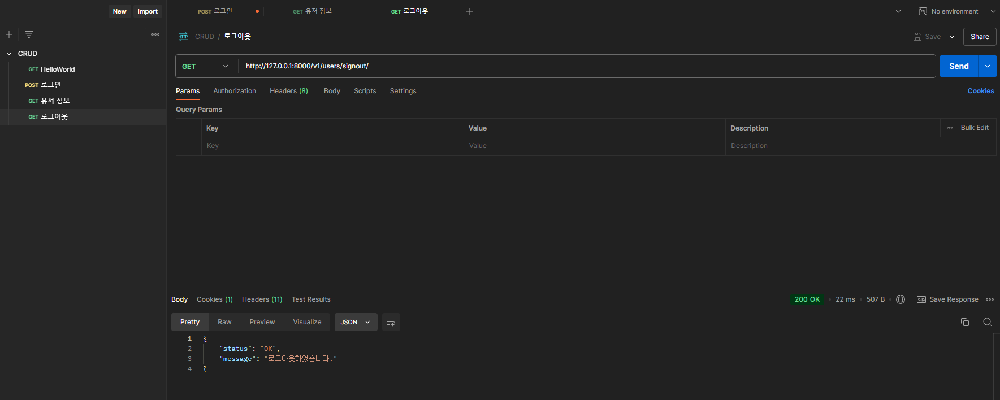 New Import
POST 로그인 GET 유저 정보 GET 로그아웃 No environment
CRUD / 로그아웃 Save Share
CRUD
GET HelloWorld
POST 로그인
GET 유저 정보
GET 로그아웃
GET http://127.0.0.1:8000/v1/users/signout/ Send
Params Authorization Headers (8) Body Scripts Settings Cookies
Query Params
Key Value Description Bulk Edit
Key Value Description
Body Cookies (1) Headers (11) Test Results 200 OK 22 ms 507 B Save Response
Pretty Raw Preview Visualize JSON
1 {
2 "status": "OK",
3 "message": "로그아웃하였습니다."
4 }